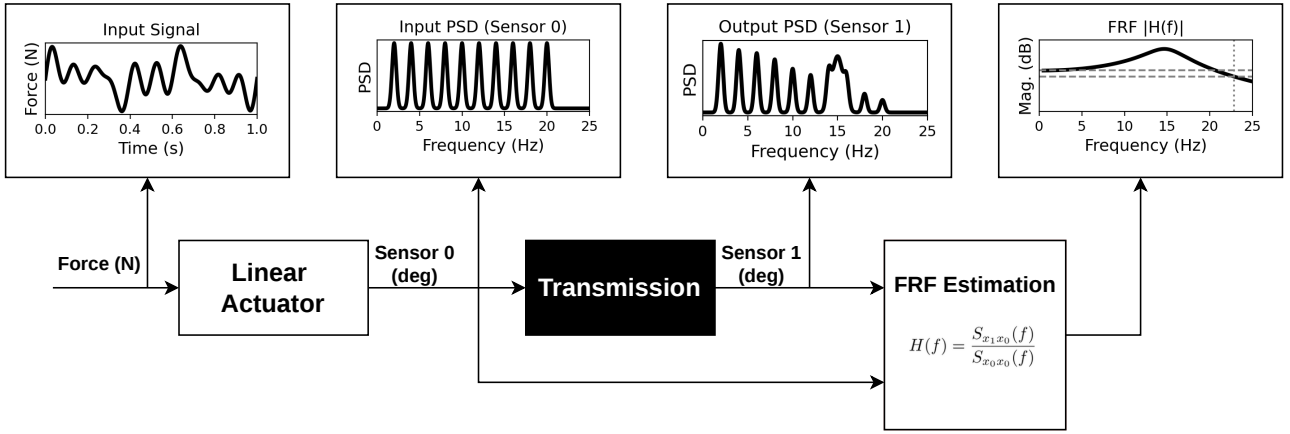 Input Signal
Force (N)
0.0 0.2 0.4 0.6 0.8 1.0
Time (s)
Input PSD (Sensor 0)
PSD
0 5 10 15 20 25
Frequency (Hz)
Output PSD (Sensor 1)
PSD
0 5 10 15 20 25
Frequency (Hz)
FRF |H(f)|
Mag. (dB)
0 5 10 15 20 25
Frequency (Hz)
Force (N)
Linear
Actuator
Sensor 0
(deg)
Transmission
Sensor 1
(deg)
FRF Estimation
H(f) = S_{x_1x_0}(f) / S_{x_0x_0}(f)